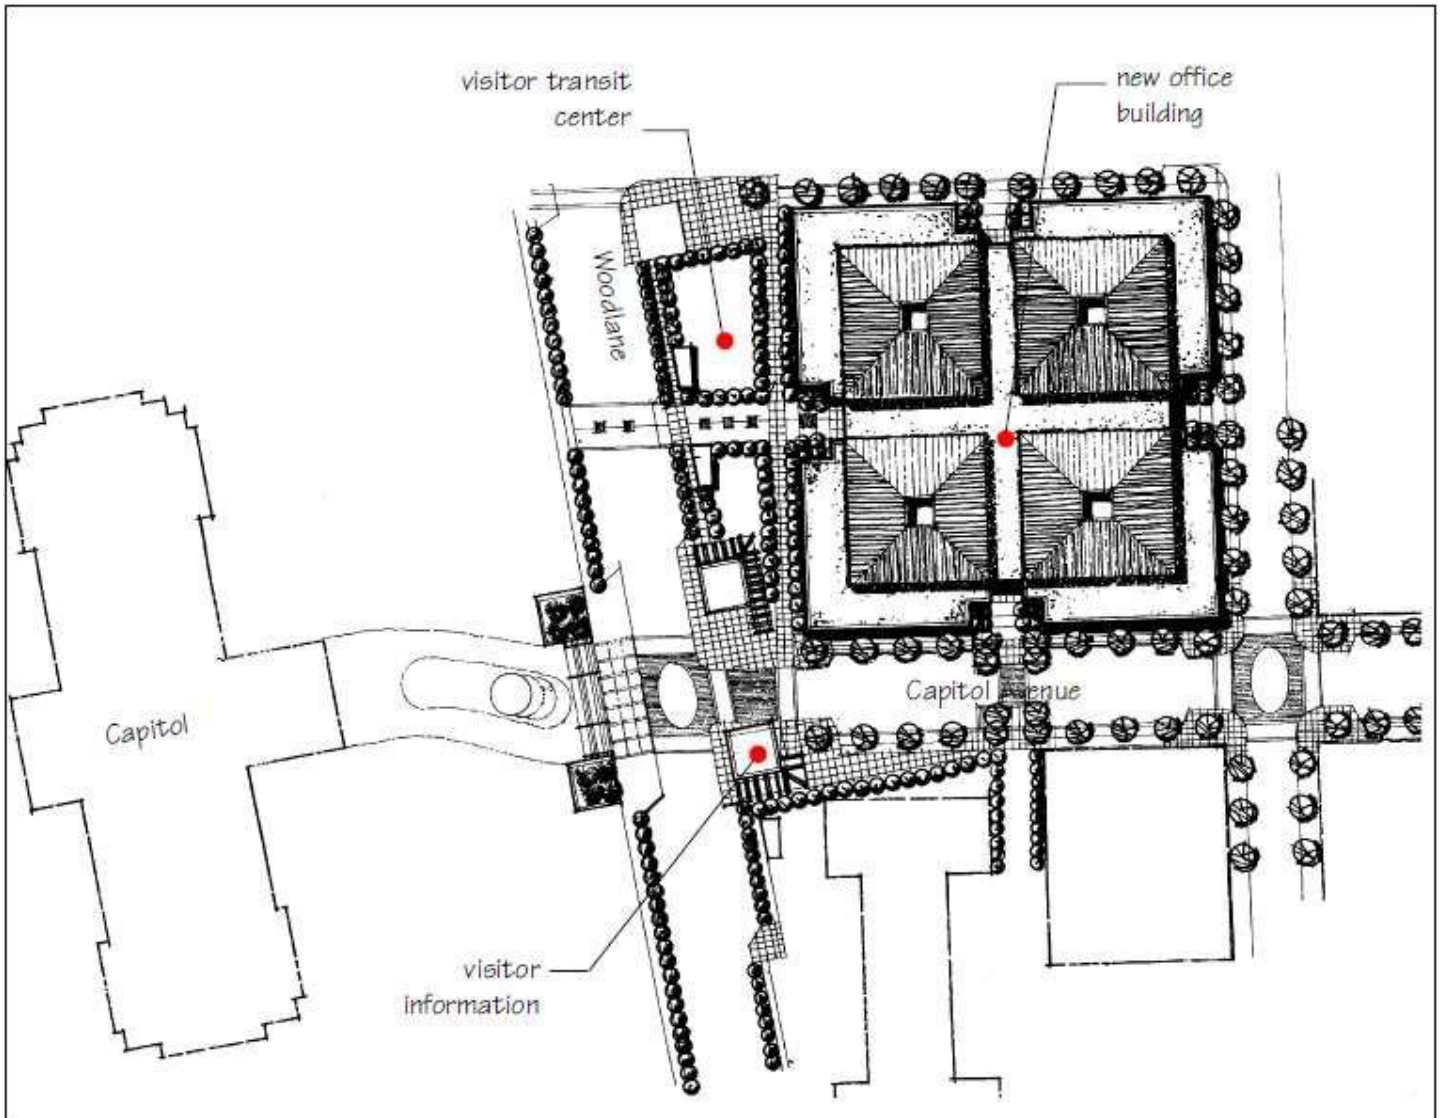 visitor transit
center
new office
building
Woodlane
Capitol Avenue
Capitol
visitor
information